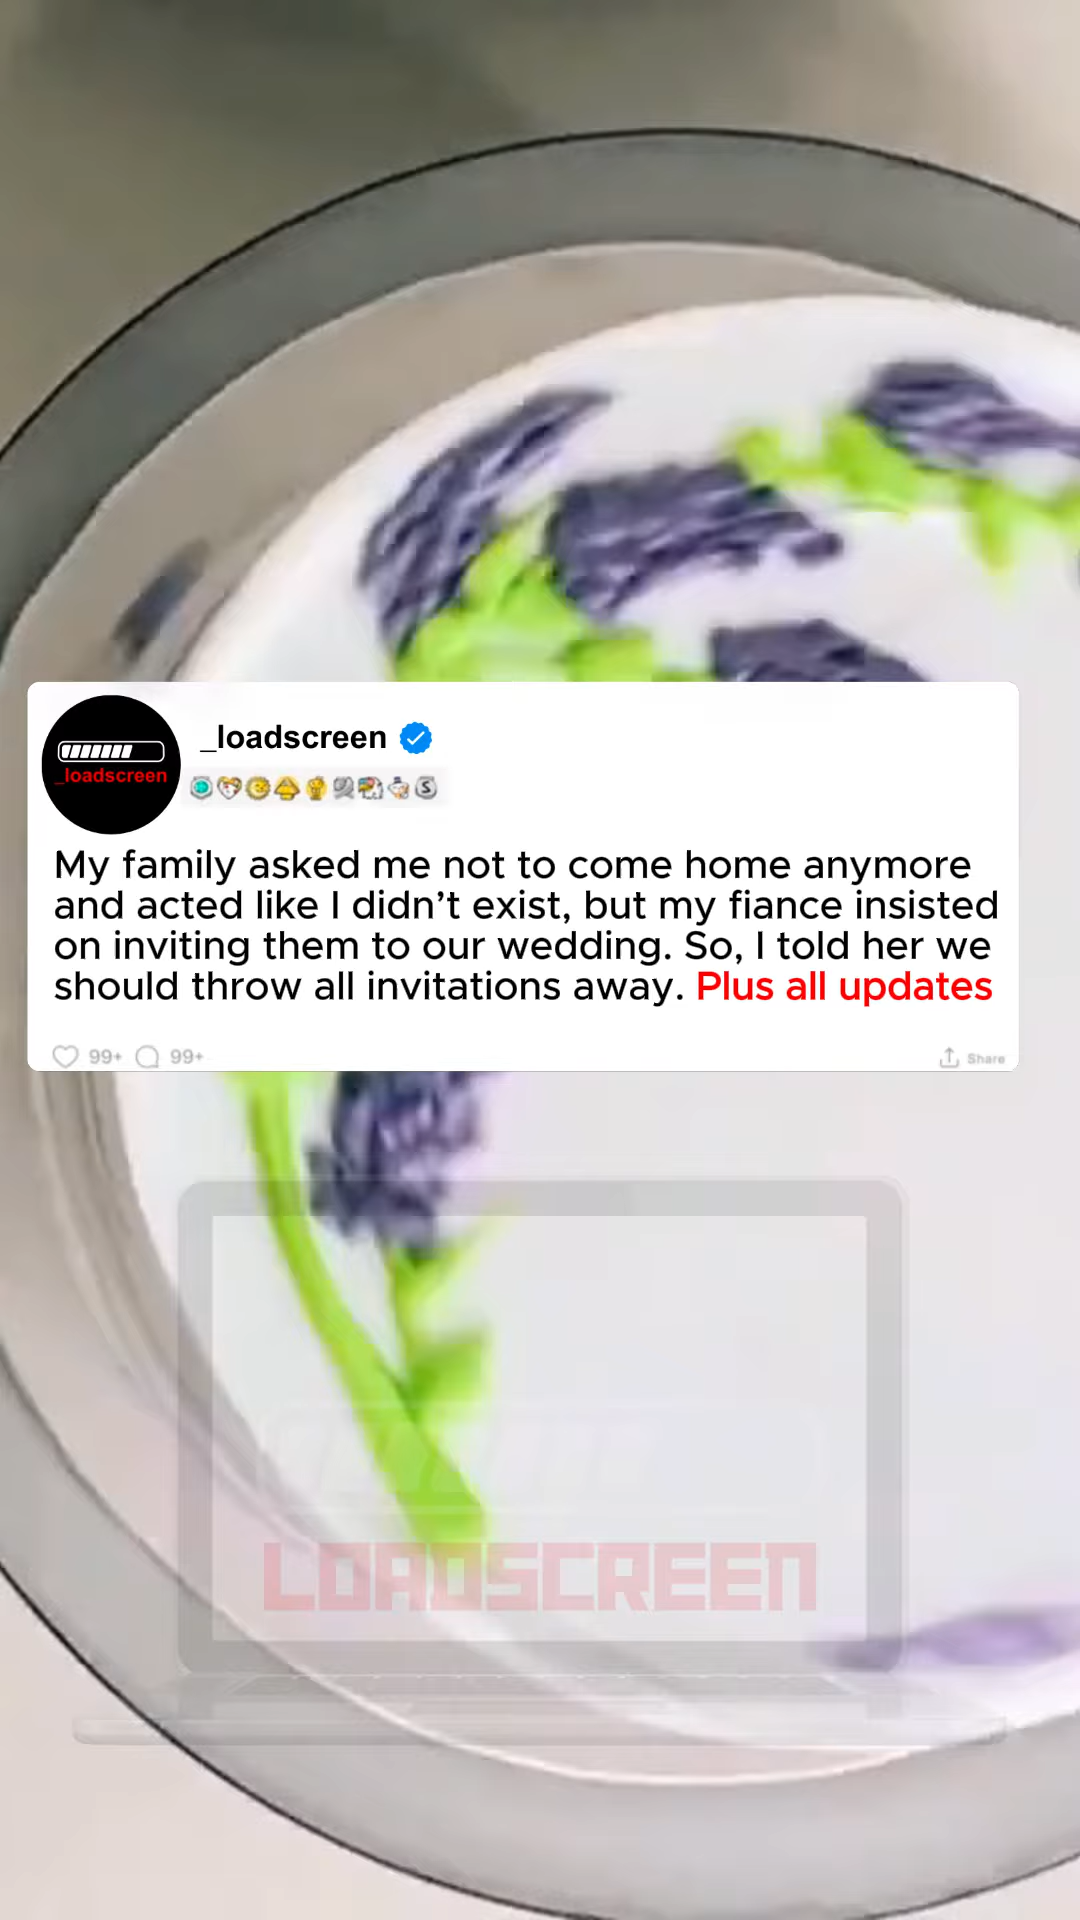 _loadscreen
_loadscreen
My family asked me not to come home anymore
and acted like I didn’t exist, but my fiance insisted
on inviting them to our wedding. So, I told her we
should throw all invitations away. Plus all updates
99+ 99+ Share
LOADSCREEN